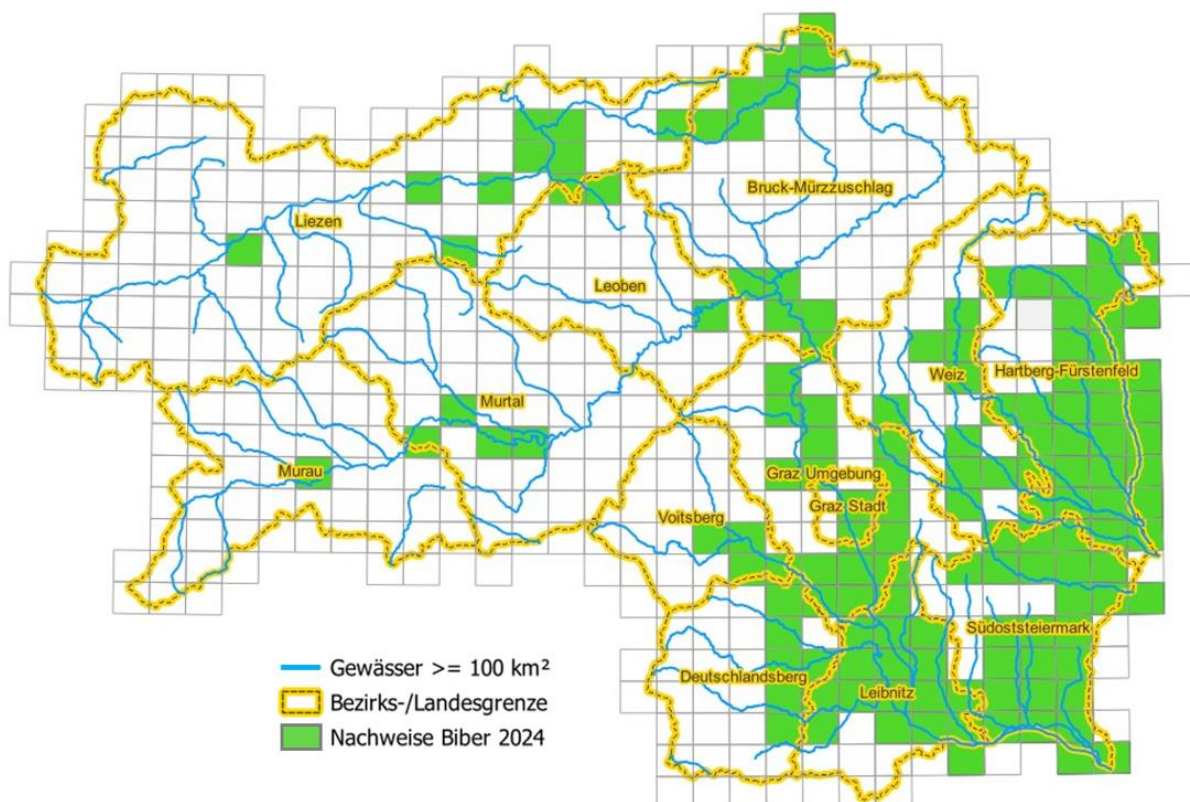 Bruck-Mürzzuschlag
Liezen
Leoben
Weiz
Hartberg-Fürstenfeld
Murtal
Murau
Graz Umgebung
Graz Stadt
Voitsberg
Südoststeiermark
Deutschlandsberg
Leibnitz
Gewässer >= 100 km²
Bezirks-/Landesgrenze
Nachweise Biber 2024